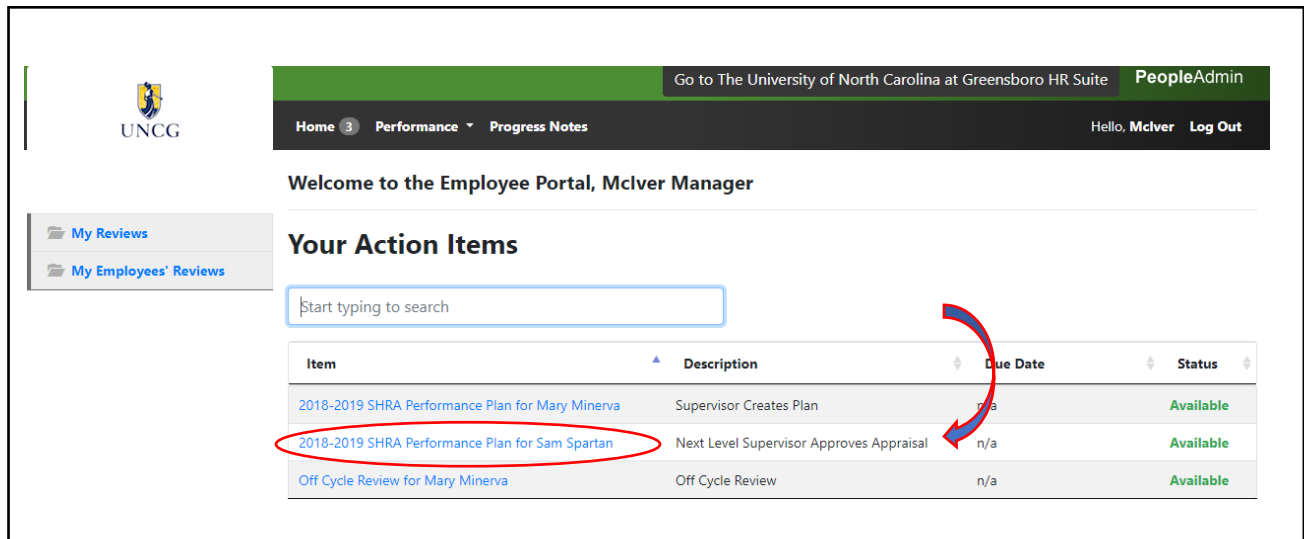 Go to The University of North Carolina at Greensboro HR Suite PeopleAdmin
UNCG
Home 3 Performance Progress Notes Hello, McIver Log Out
Welcome to the Employee Portal, McIver Manager
My Reviews
My Employees' Reviews
Your Action Items
Start typing to search
Item Description Due Date Status
2018-2019 SHRA Performance Plan for Mary Minerva Supervisor Creates Plan n/a Available
2018-2019 SHRA Performance Plan for Sam Spartan Next Level Supervisor Approves Appraisal n/a Available
Off Cycle Review for Mary Minerva Off Cycle Review n/a Available